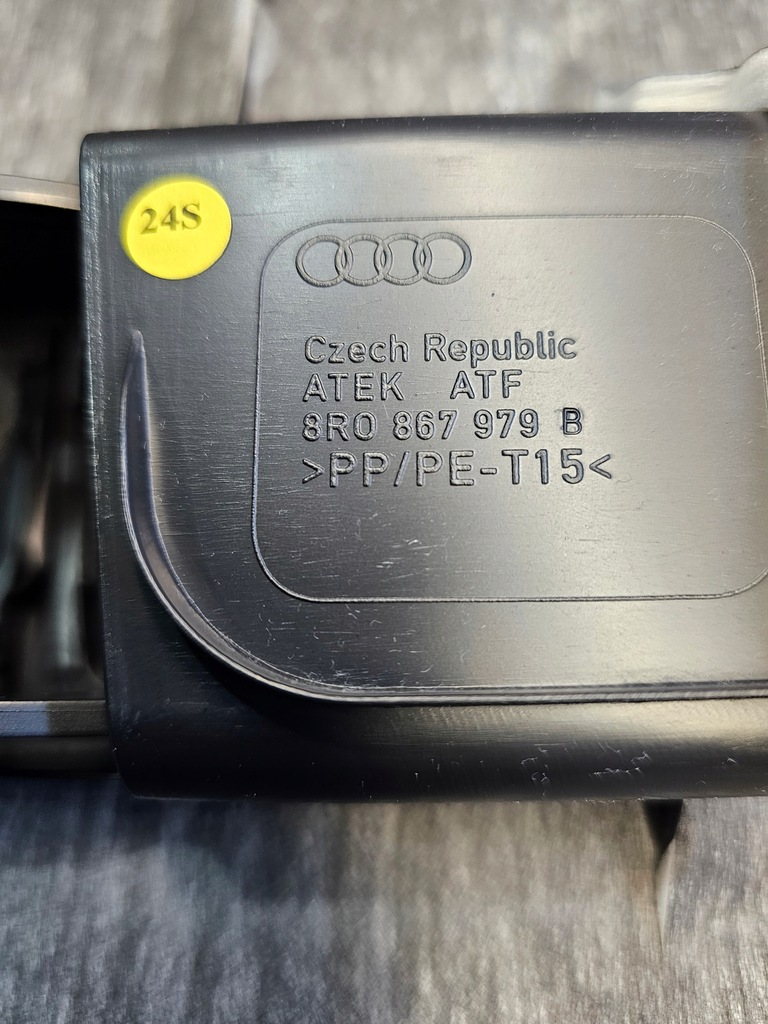 24S
Czech Republic
ATEK ATF
8R0 867 979 B
>PP/PE-T15<